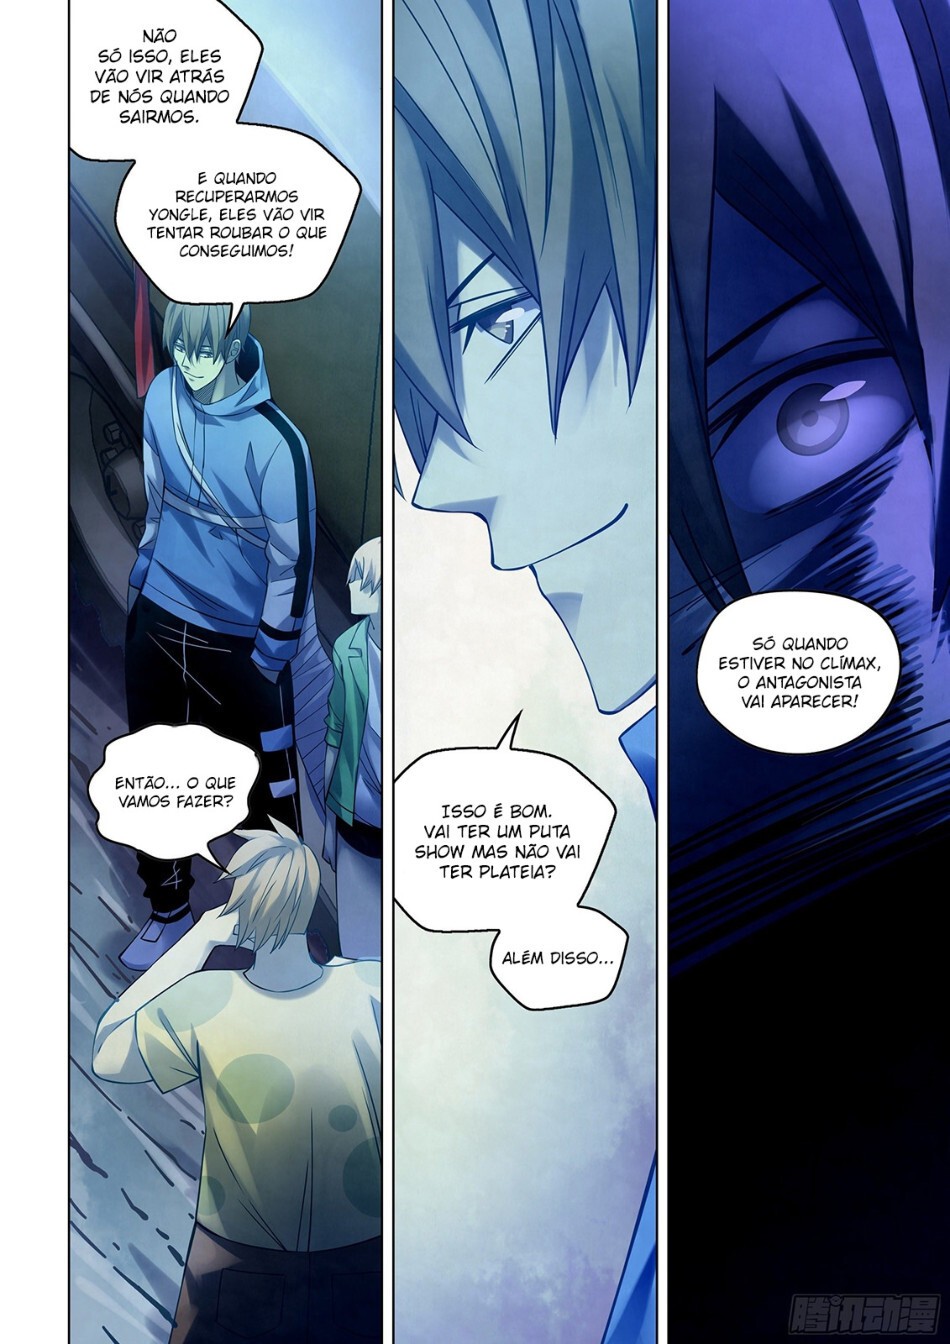 NÃO
SÓ ISSO, ELES
VÃO VIR ATRÁS
DE NÓS QUANDO
SAIRMOS.
E QUANDO
RECUPERARMOS
YONGLE, ELES VÃO VIR
TENTAR ROUBAR O QUE
CONSEGUIMOS!
ENTÃO... O QUE
VAMOS FAZER?
ISSO É BOM.
VAI TER UM PUTA
SHOW MAS NÃO VAI
TER PLATEIA?
ALÉM DISSO...
SÓ QUANDO
ESTIVER NO CLÍMAX,
O ANTAGONISTA
VAI APARECER!
腾讯动漫